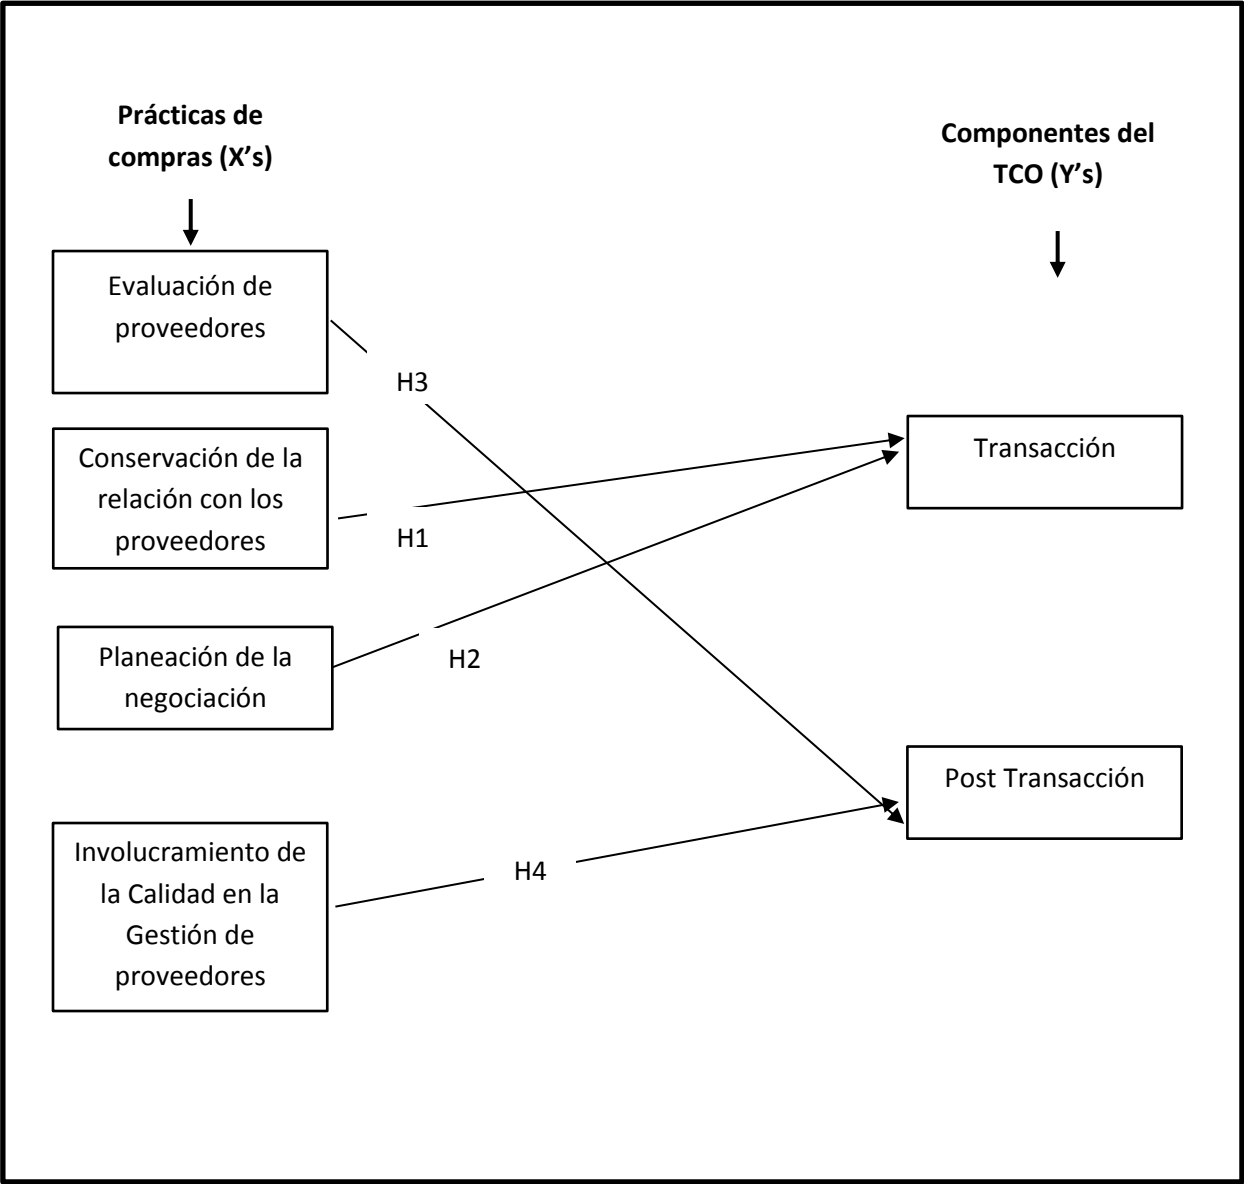 Prácticas de
compras (X’s)
Componentes del
TCO (Y’s)
Evaluación de
proveedores
H3
Conservación de la
relación con los
proveedores
H1
Transacción
Planeación de la
negociación
H2
Post Transacción
Involucramiento de
la Calidad en la
Gestión de
proveedores
H4